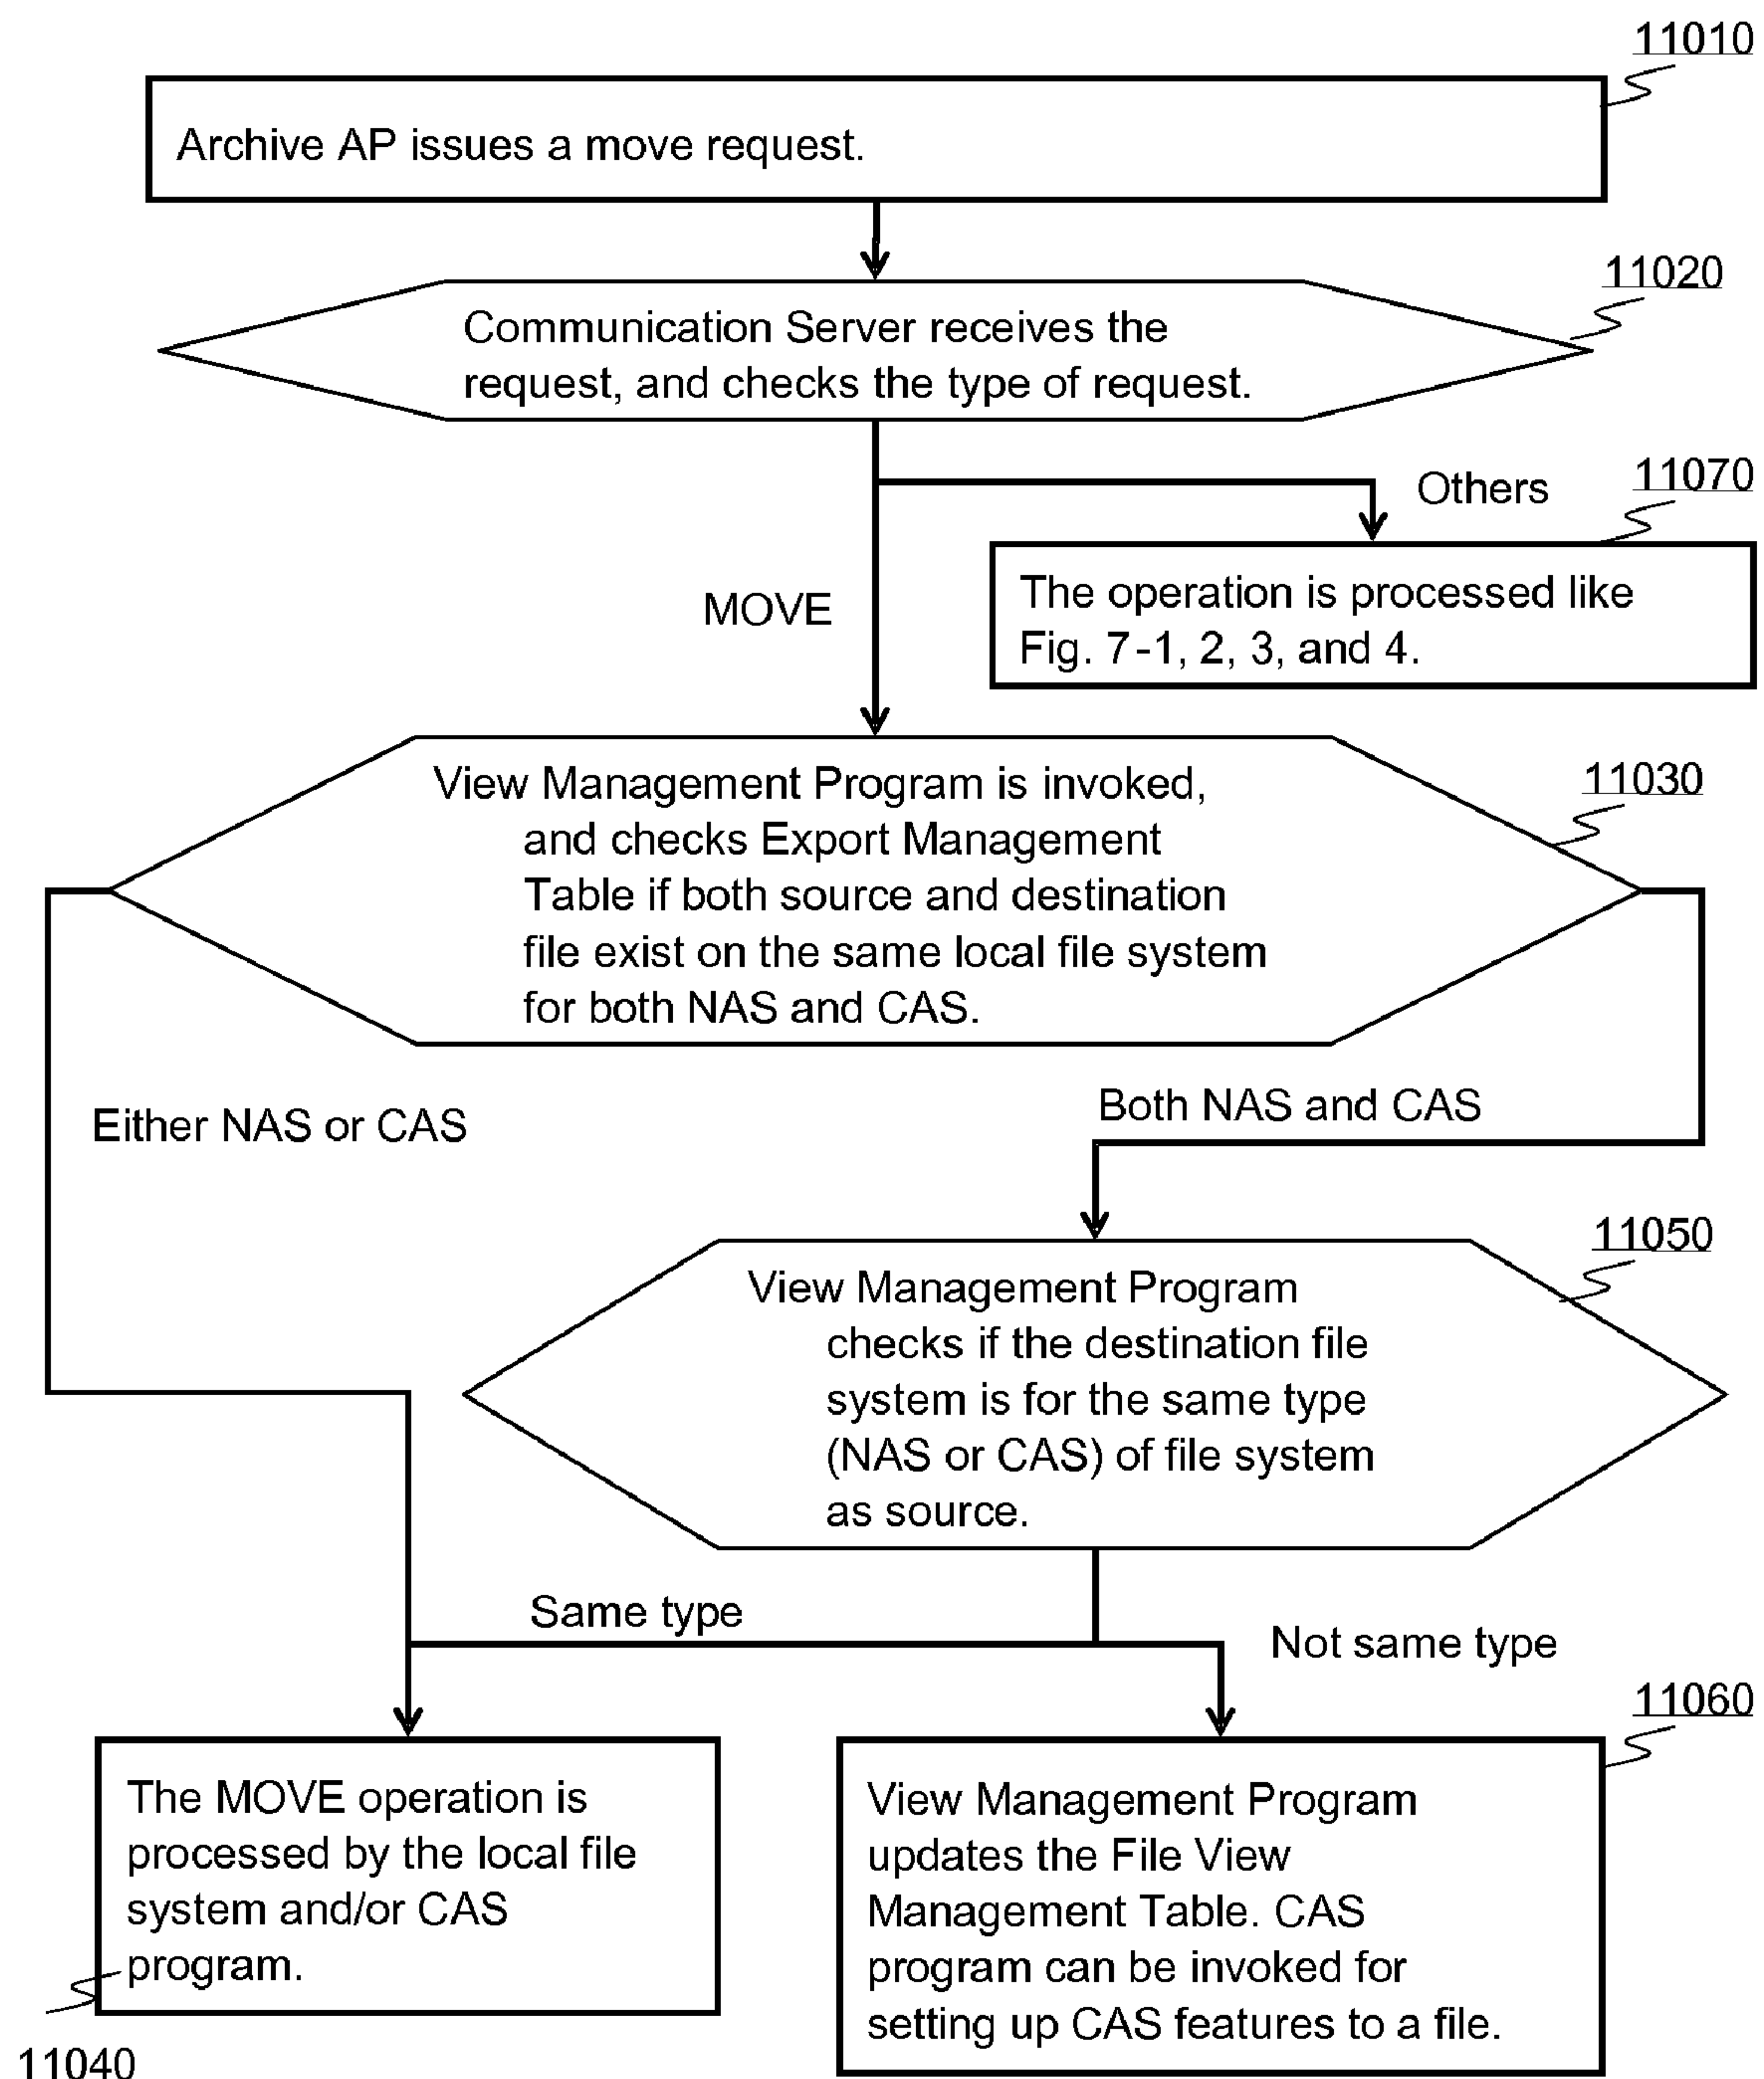 11010
Archive AP issues a move request.
11020
Communication Server receives the
request, and checks the type of request.
Others
11070
MOVE
The operation is processed like
Fig. 7-1, 2, 3, and 4.
View Management Program is invoked,
and checks Export Management
Table if both source and destination
file exist on the same local file system
for both NAS and CAS.
11030
Either NAS or CAS
Both NAS and CAS
11050
View Management Program
checks if the destination file
system is for the same type
(NAS or CAS) of file system
as source.
Same type
Not same type
11060
The MOVE operation is
processed by the local file
system and/or CAS
program.
11040
View Management Program
updates the File View
Management Table. CAS
program can be invoked for
setting up CAS features to a file.